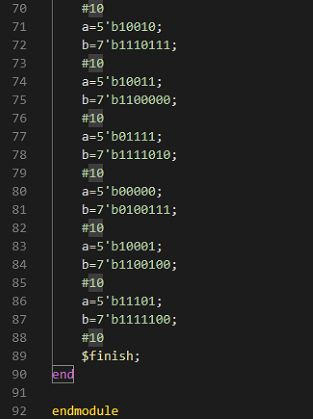 70 #10
71 a=5'b10010;
72 b=7'b1110111;
73 #10
74 a=5'b10011;
75 b=7'b1100000;
76 #10
77 a=5'b01111;
78 b=7'b1111010;
79 #10
80 a=5'b00000;
81 b=7'b0100111;
82 #10
83 a=5'b10001;
84 b=7'b1100100;
85 #10
86 a=5'b11101;
87 b=7'b1111100;
88 #10
89 $finish;
90 end
91
92 endmodule